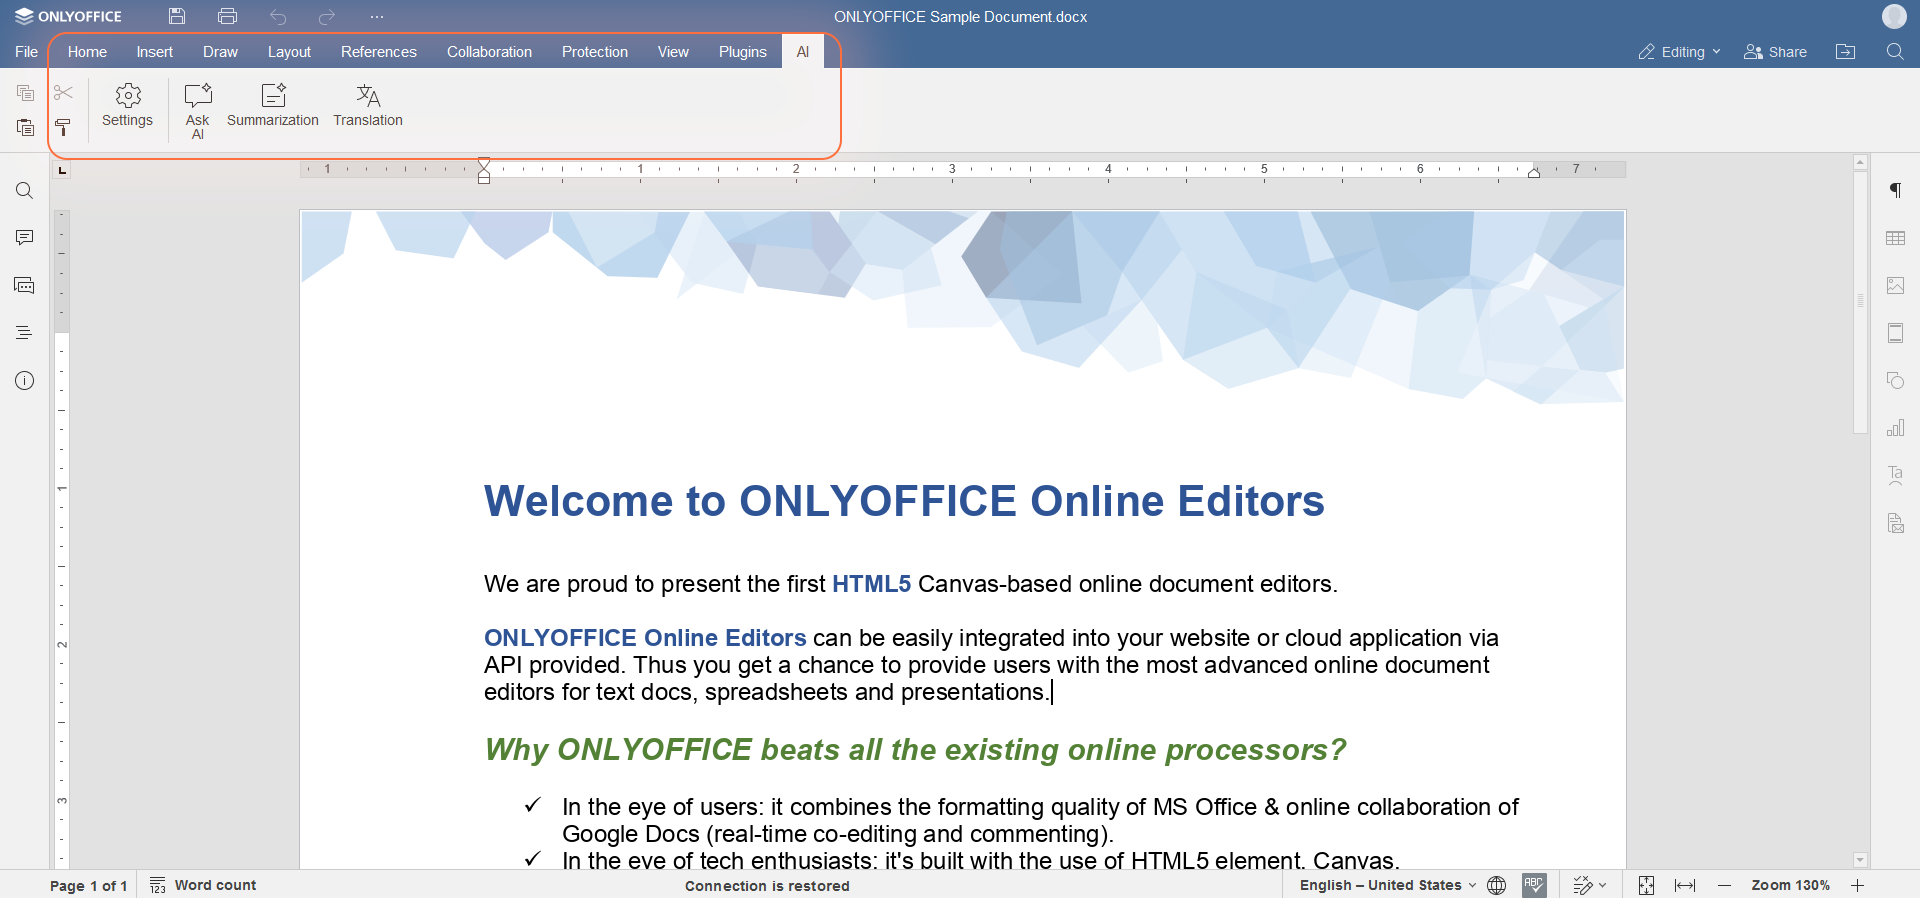 ONLYOFFICE
ONLYOFFICE Sample Document.docx
File Home Insert Draw Layout References Collaboration Protection View Plugins AI
Editing Share
Settings
Ask
AI
Summarization
Translation
1 1 2 3 4 5 6 7
1
2
3
Welcome to ONLYOFFICE Online Editors
We are proud to present the first HTML5 Canvas-based online document editors.
ONLYOFFICE Online Editors can be easily integrated into your website or cloud application via
API provided. Thus you get a chance to provide users with the most advanced online document
editors for text docs, spreadsheets and presentations.
Why ONLYOFFICE beats all the existing online processors?
✓ In the eye of users: it combines the formatting quality of MS Office & online collaboration of
Google Docs (real-time co-editing and commenting).
✓ In the eye of tech enthusiasts: it's built with the use of HTML5 element, Canvas.
Page 1 of 1 123 Word count Connection is restored English – United States ABC Zoom 130%